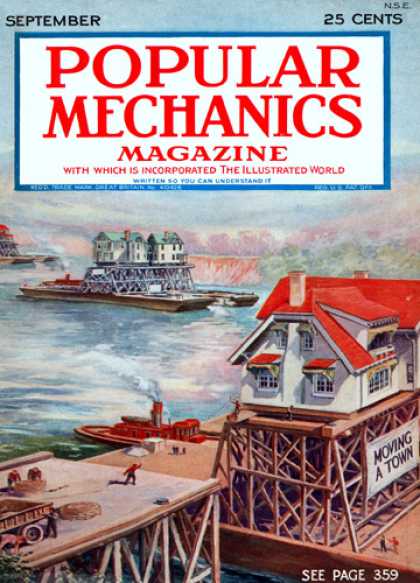 N.S.E.
SEPTEMBER 25 CENTS
POPULAR
MECHANICS
MAGAZINE
WITH WHICH IS INCORPORATED THE ILLUSTRATED WORLD
WRITTEN SO YOU CAN UNDERSTAND IT
REG'D. TRADE MARK, GREAT BRITAIN, No. REG. U.S. PAT. OFF.
MOVING
A TOWN
SEE PAGE 359